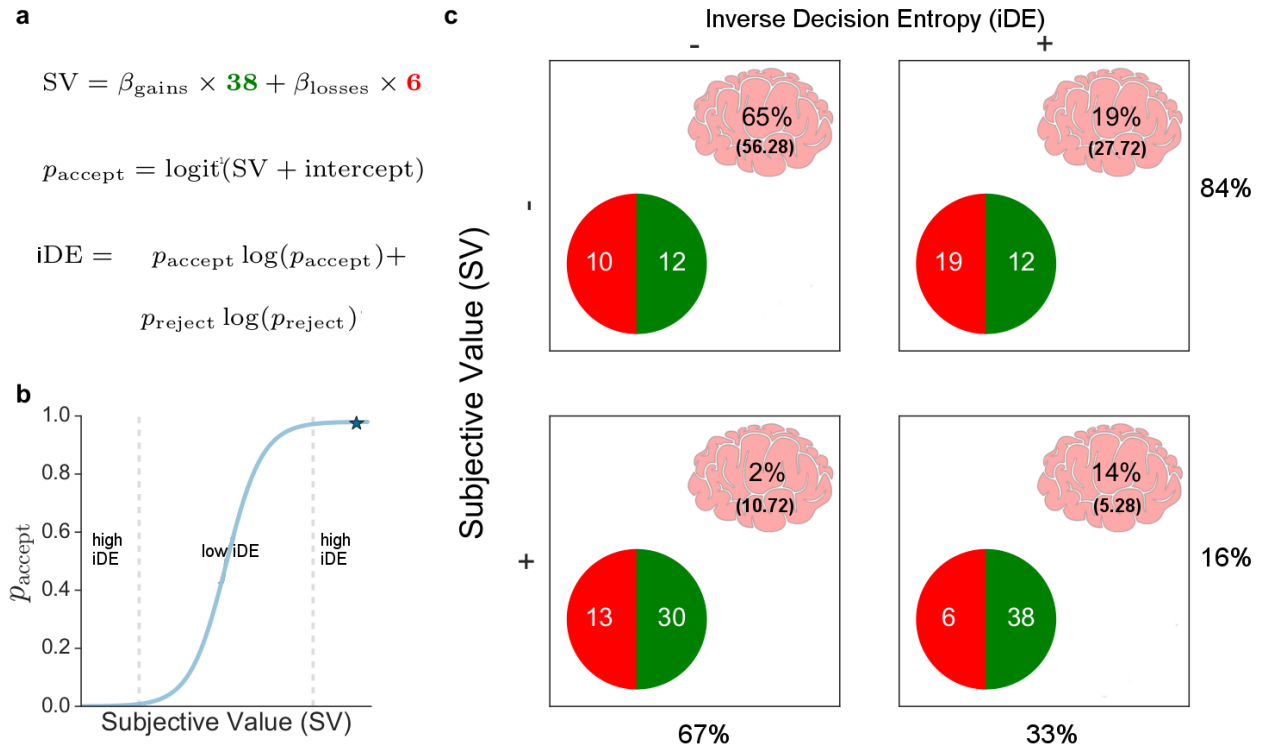 a
SV = β_gains × 38 + β_losses × 6
p_accept = logit⁻¹(SV + intercept)
iDE = p_accept log(p_accept)+
p_reject log(p_reject)
b
1.0
0.8
0.6
0.4
0.2
0.0
p_accept
high
iDE
low iDE
high
iDE
Subjective Value (SV)
c
Inverse Decision Entropy (iDE)
- +
Subjective Value (SV)
-
65%
(56.28)
10 12
19%
(27.72)
19 12
84%
+
2%
(10.72)
13 30
14%
(5.28)
6 38
16%
67% 33%